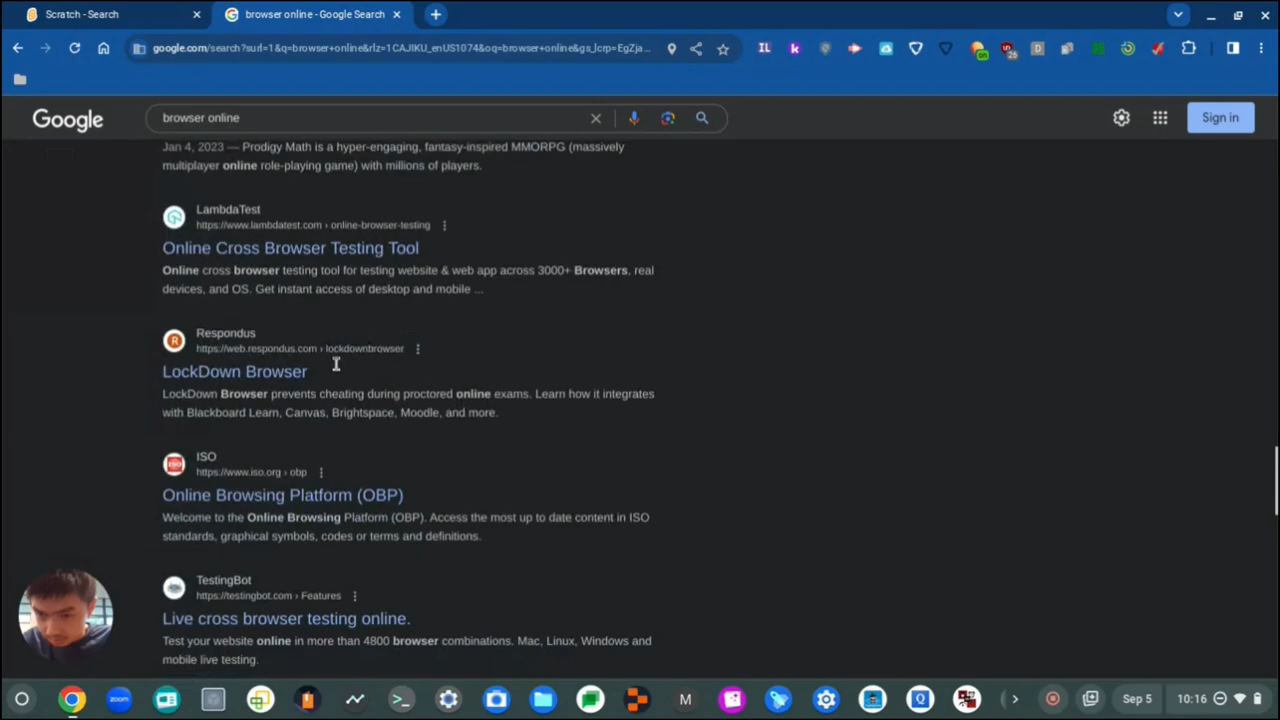 Scratch - Search
browser online - Google Search
google.com/search?surl=1&q=browser+online&rlz=1CAJIKU_enUS1074&oq=browser+online&gs_lcrp=EgZja...
Google
browser online
Sign in
Jan 4, 2023 — Prodigy Math is a hyper-engaging, fantasy-inspired MMORPG (massively
multiplayer online role-playing game) with millions of players.
LambdaTest
https://www.lambdatest.com › online-browser-testing
Online Cross Browser Testing Tool
Online cross browser testing tool for testing website & web app across 3000+ Browsers, real
devices, and OS. Get instant access of desktop and mobile ...
Respondus
https://web.respondus.com › lockdownbrowser
LockDown Browser
LockDown Browser prevents cheating during proctored online exams. Learn how it integrates
with Blackboard Learn, Canvas, Brightspace, Moodle, and more.
ISO
https://www.iso.org › obp
Online Browsing Platform (OBP)
Welcome to the Online Browsing Platform (OBP). Access the most up to date content in ISO
standards, graphical symbols, codes or terms and definitions.
TestingBot
https://testingbot.com › Features
Live cross browser testing online.
Test your website online in more than 4800 browser combinations. Mac, Linux, Windows and
mobile live testing.
zoom
M
Sep 5
10:16